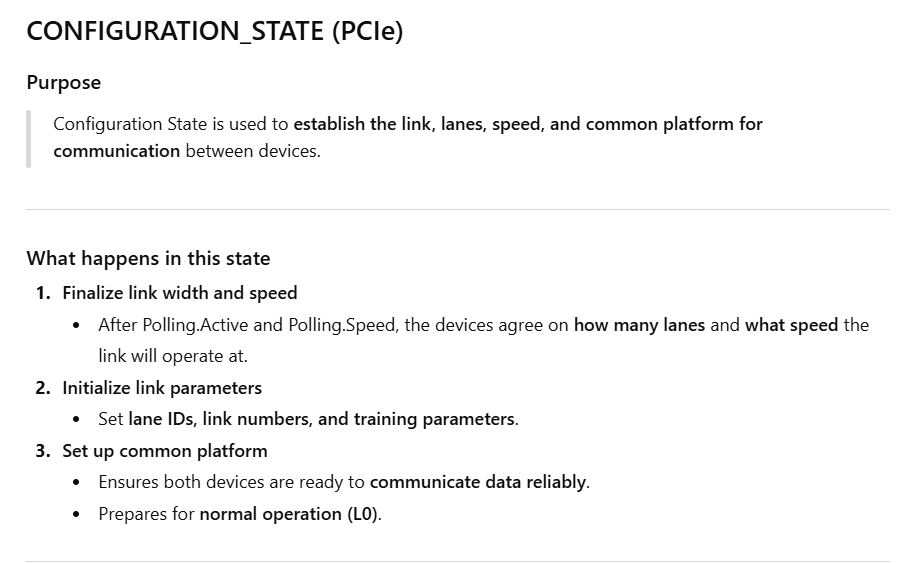 CONFIGURATION_STATE (PCIe)
Purpose
Configuration State is used to establish the link, lanes, speed, and common platform for
communication between devices.
What happens in this state
1. Finalize link width and speed
• After Polling.Active and Polling.Speed, the devices agree on how many lanes and what speed the
link will operate at.
2. Initialize link parameters
• Set lane IDs, link numbers, and training parameters.
3. Set up common platform
• Ensures both devices are ready to communicate data reliably.
• Prepares for normal operation (L0).